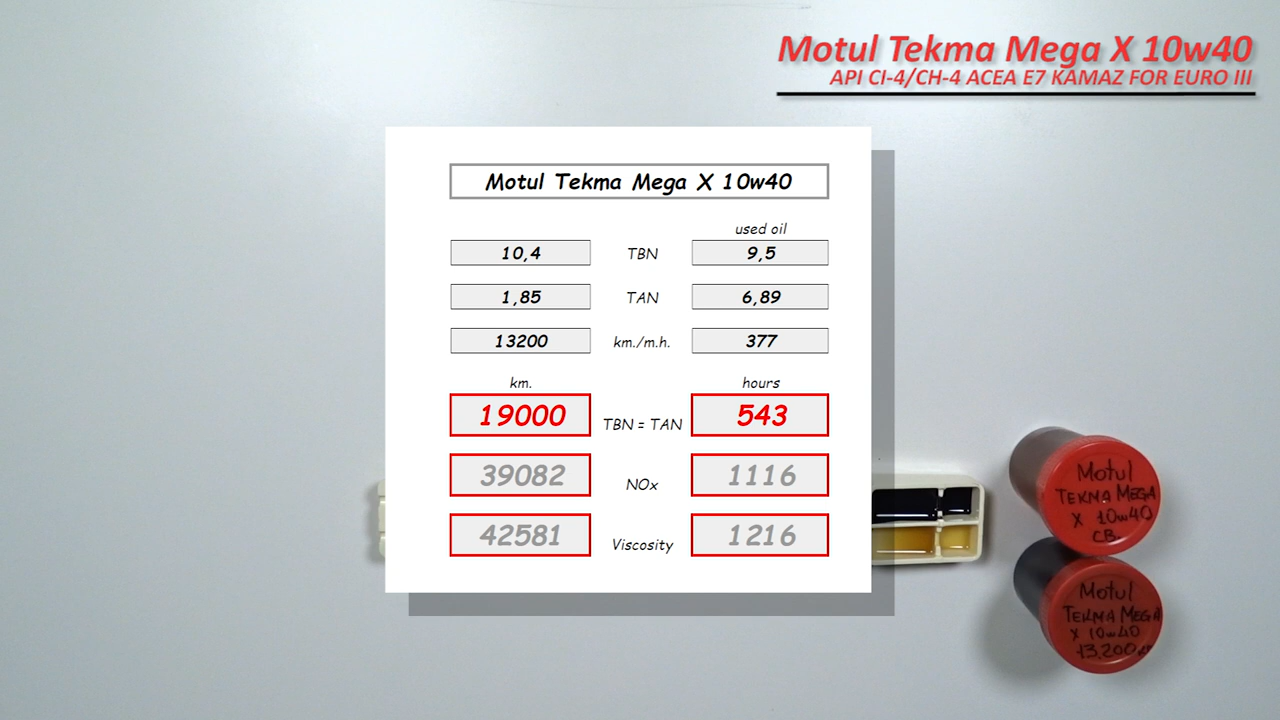 Motul Tekma Mega X 10w40
API CI-4/CH-4 ACEA E7 KAMAZ FOR EURO III
Motul Tekma Mega X 10w40
used oil
10,4 TBN 9,5
1,85 TAN 6,89
13200 km./m.h. 377
km. hours
19000 TBN = TAN 543
39082 NOx 1116
42581 Viscosity 1216
Motul
TEKMA MEGA
X 10w40
CB.
Motul
TEKMA MEGA
X 10w40
13.200